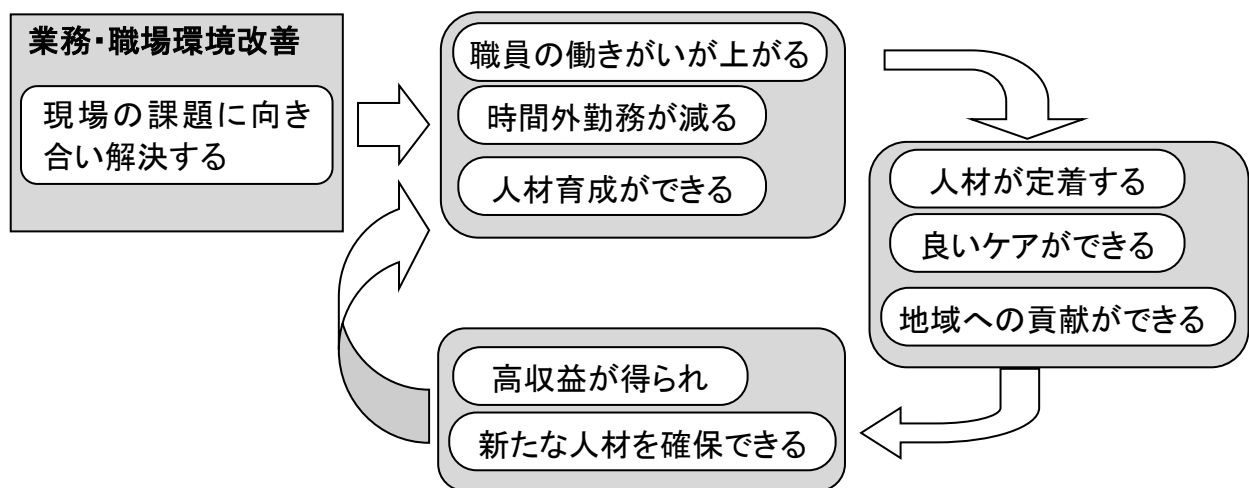 業務・職場環境改善
現場の課題に向き
合い解決する
職員の働きがいが上がる
時間外勤務が減る
人材育成ができる
人材が定着する
良いケアができる
地域への貢献ができる
高収益が得られ
新たな人材を確保できる